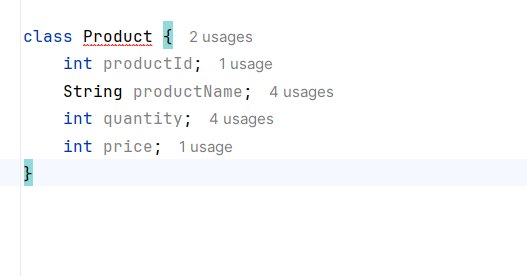 class Product { 2 usages
int productId; 1 usage
String productName; 4 usages
int quantity; 4 usages
int price; 1 usage
}